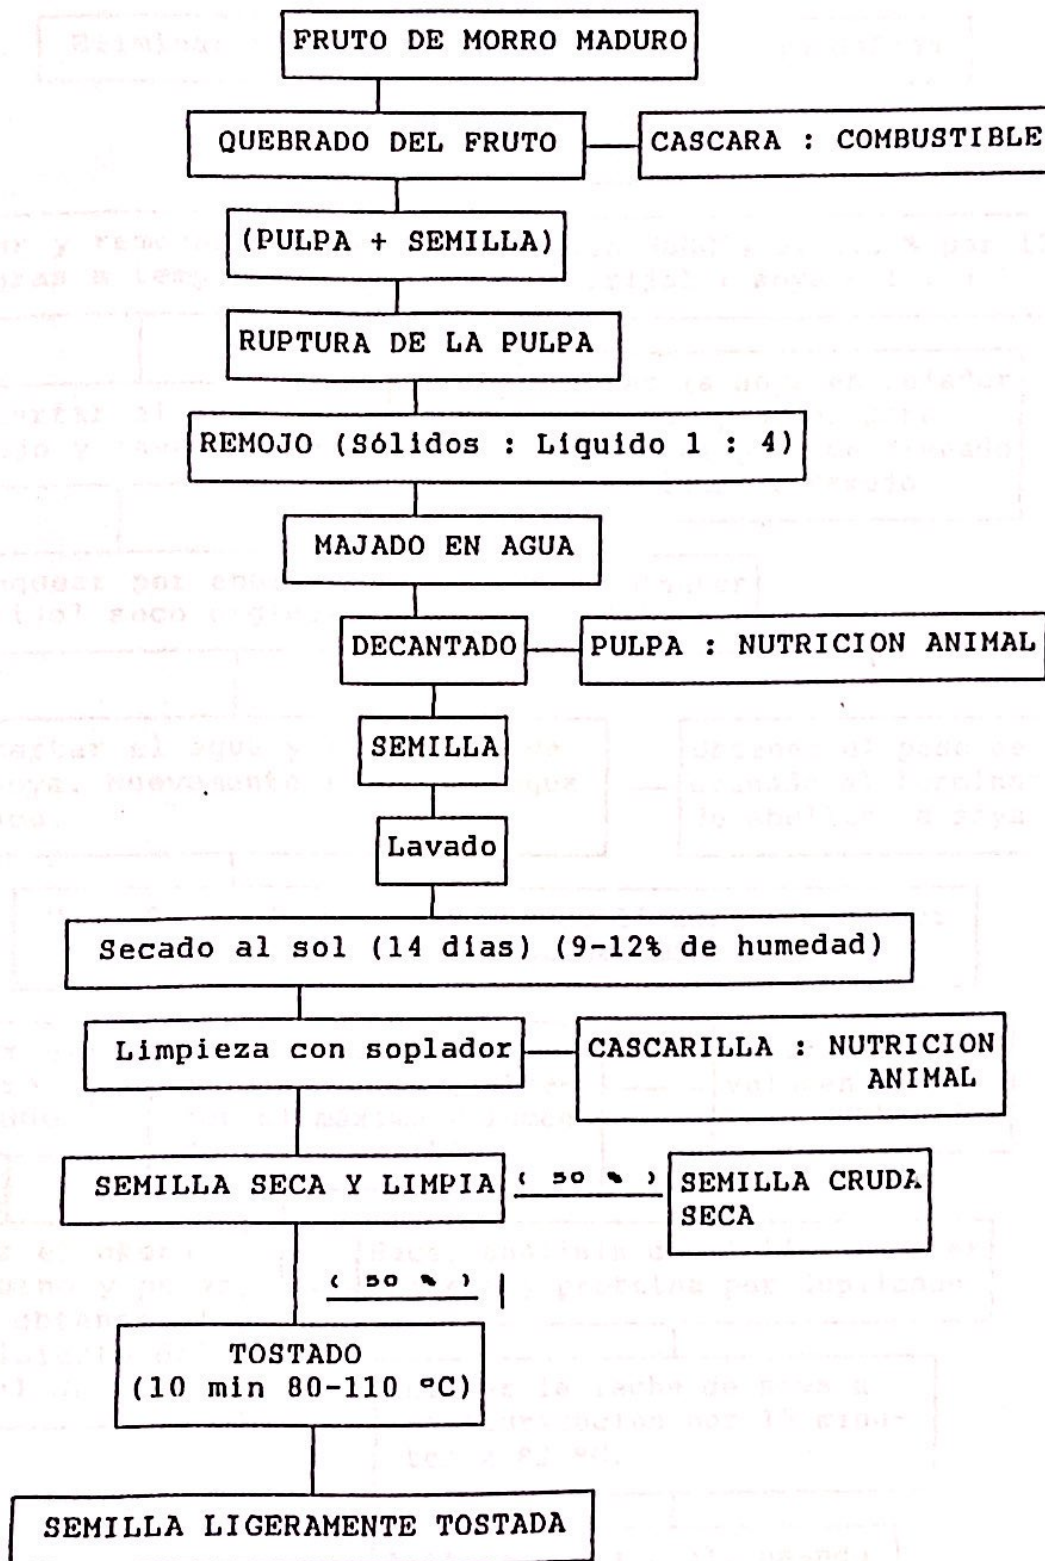 FRUTO DE MORRO MADURO
QUEBRADO DEL FRUTO
CASCARA : COMBUSTIBLE
(PULPA + SEMILLA)
RUPTURA DE LA PULPA
REMOJO (Sólidos : Liquido 1 : 4)
MAJADO EN AGUA
DECANTADO
PULPA : NUTRICION ANIMAL
SEMILLA
Lavado
Secado al sol (14 dias) (9-12% de humedad)
Limpieza con soplador
CASCARILLA : NUTRICION
ANIMAL
SEMILLA SECA Y LIMPIA
( 50 % )
SEMILLA CRUDA
SECA
( 50 % )
TOSTADO
(10 min 80-110 ºC)
SEMILLA LIGERAMENTE TOSTADA